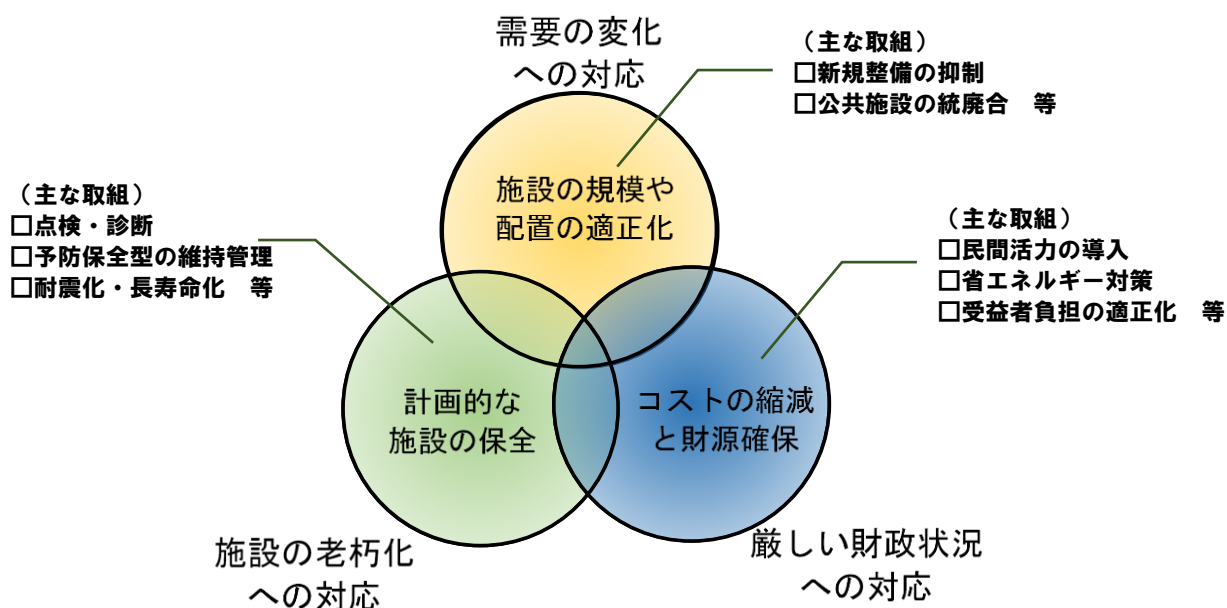 需要の変化
への対応
（主な取組）
□新規整備の抑制
□公共施設の統廃合　等
施設の規模や
配置の適正化
（主な取組）
□点検・診断
□予防保全型の維持管理
□耐震化・長寿命化　等
（主な取組）
□民間活力の導入
□省エネルギー対策
□受益者負担の適正化　等
計画的な
施設の保全
コストの縮減
と財源確保
施設の老朽化
への対応
厳しい財政状況
への対応